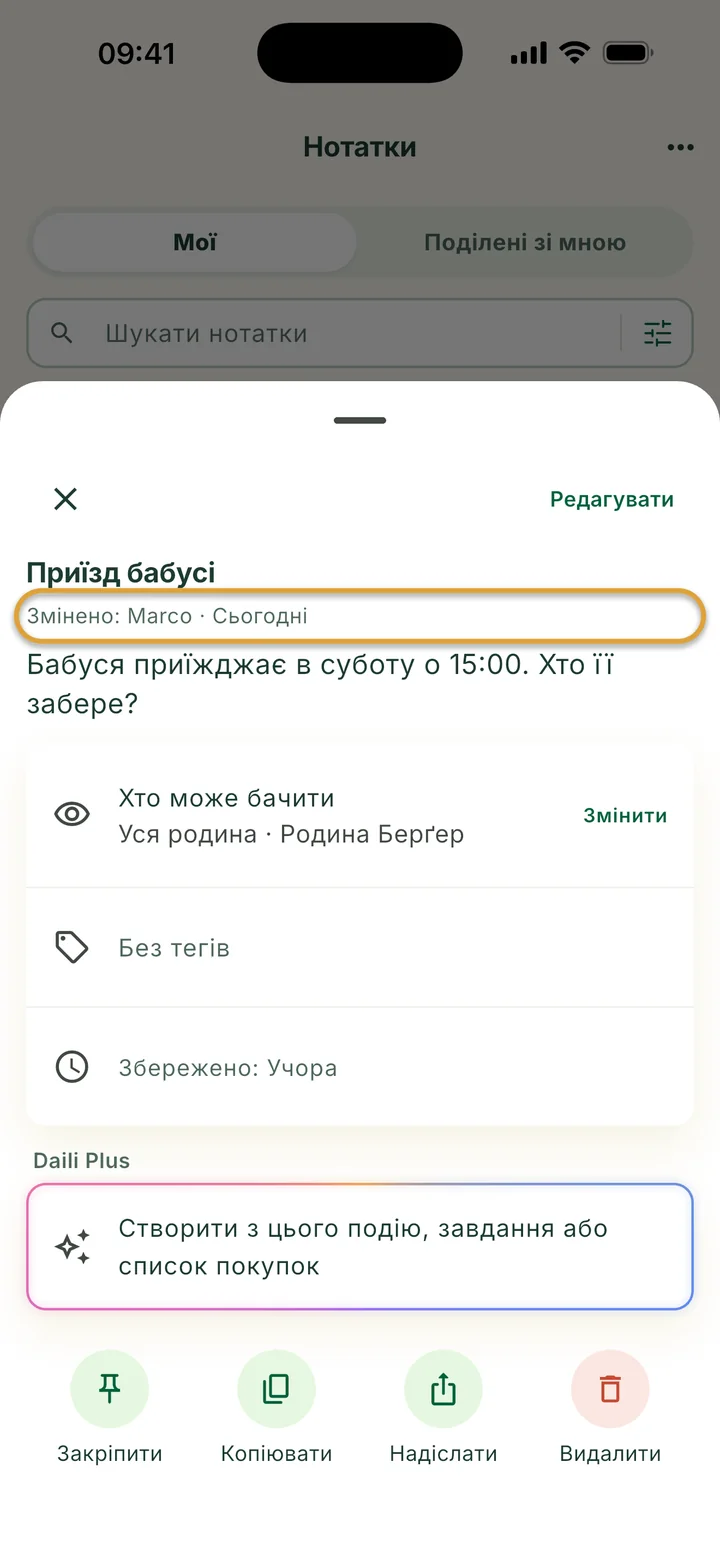 09:41
Нотатки
Мої
Поділені зі мною
Шукати нотатки
Редагувати
Приїзд бабусі
Змінено: Marco · Сьогодні
Бабуся приїжджає в суботу о 15:00. Хто її
забере?
Хто може бачити
Уся родина · Родина Берґер
Змінити
Без тегів
Збережено: Учора
Daili Plus
Створити з цього подію, завдання або
список покупок
Закріпити
Копіювати
Надіслати
Видалити